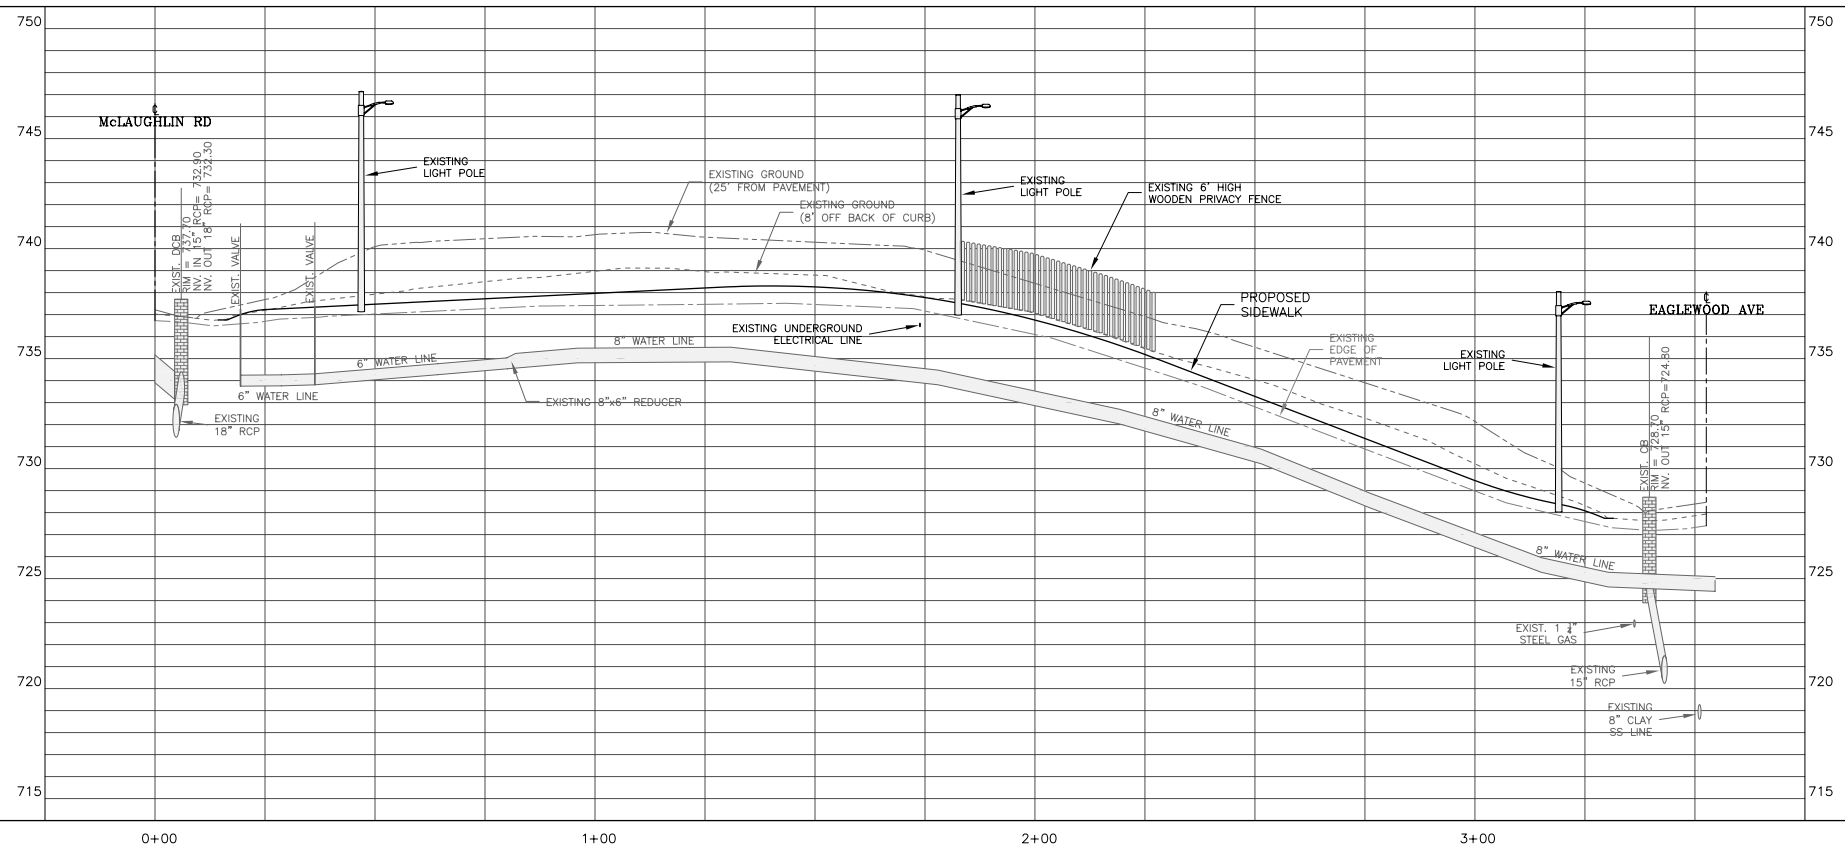 750
750
745
745
740
740
735
735
730
730
725
725
720
720
715
715
℄
McLAUGHLIN RD
EXIST. DCB
RIM = 737.70
INV. IN 15" RCP= 732.90
INV. OUT 18" RCP= 732.30
EXIST. VALVE
EXIST. VALVE
EXISTING
LIGHT POLE
EXISTING GROUND
(25' FROM PAVEMENT)
EXISTING GROUND
(8' OFF BACK OF CURB)
EXISTING
LIGHT POLE
EXISTING 6' HIGH
WOODEN PRIVACY FENCE
PROPOSED
SIDEWALK
EXISTING UNDERGROUND
ELECTRICAL LINE
EXISTING
EDGE OF
PAVEMENT
EXISTING
LIGHT POLE
℄
EAGLEWOOD AVE
EXIST. CB
RIM = 728.70
INV. OUT 15" RCP=724.80
6" WATER LINE
6" WATER LINE
8" WATER LINE
EXISTING 8"x6" REDUCER
EXISTING
18" RCP
8" WATER LINE
8" WATER LINE
EXIST. 1 ¼"
STEEL GAS
EXISTING
15" RCP
EXISTING
8" CLAY
SS LINE
0+00
1+00
2+00
3+00